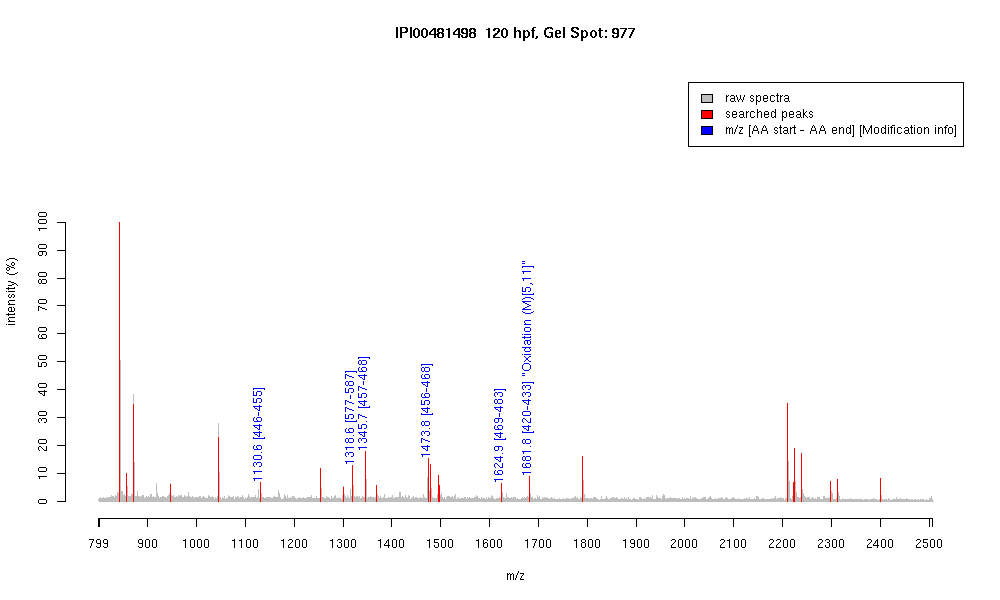 IPI00481498  120 hpf, Gel Spot: 977
raw spectra
searched peaks
m/z [AA start - AA end] [Modification info]
intensity (%)
100
90
80
70
60
50
40
30
20
10
0
1130.6 [446-455]
1318.6 [577-587]
1345.7 [457-468]
1473.8 [456-468]
1624.9 [469-483]
1681.8 [420-433] "Oxidation (M)[5,11]"
799 900 1000 1100 1200 1300 1400 1500 1600 1700 1800 1900 2000 2100 2200 2300 2400 2500
m/z